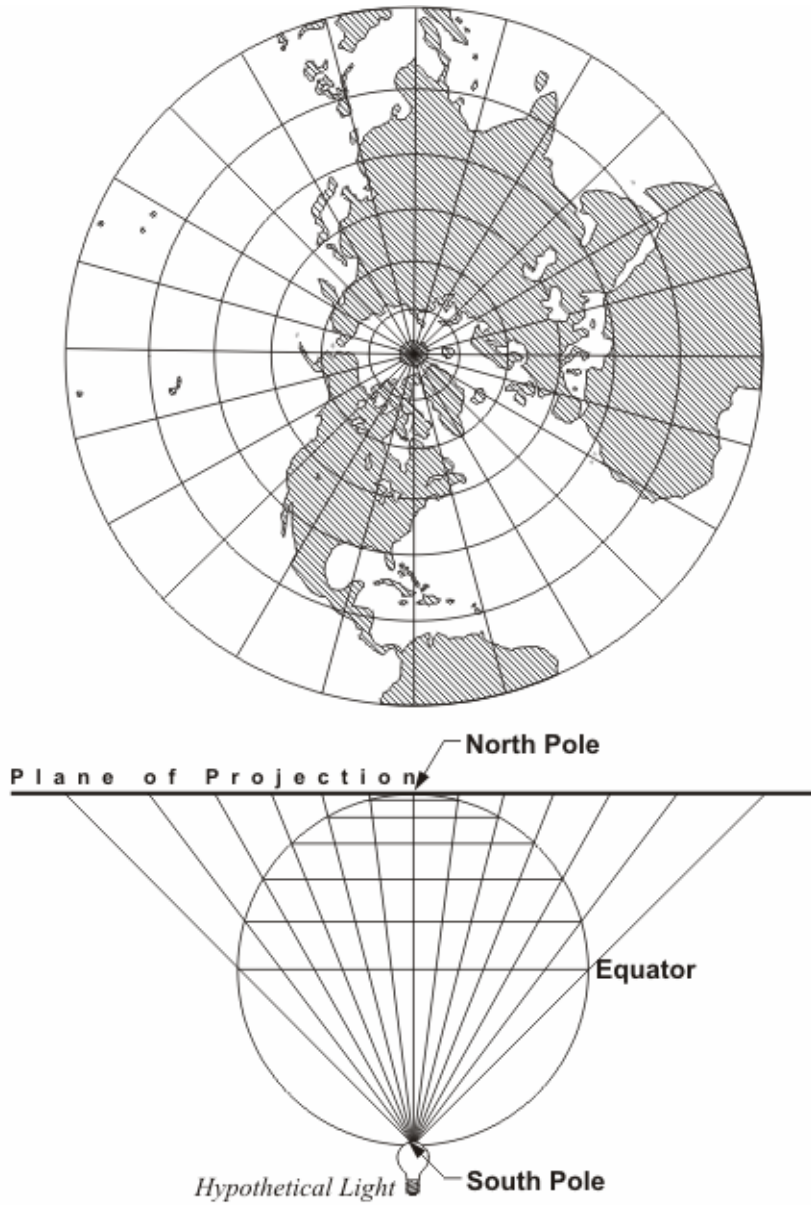 North Pole
Plane of Projection
Equator
South Pole
Hypothetical Light